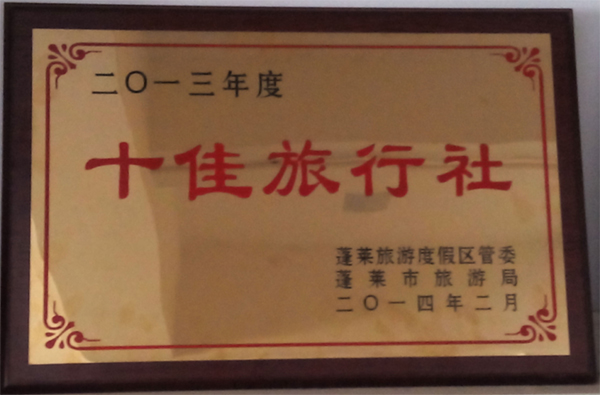 二〇一三年度
十佳旅行社
蓬莱旅游度假区管委
蓬莱市旅游局
二〇一四年二月